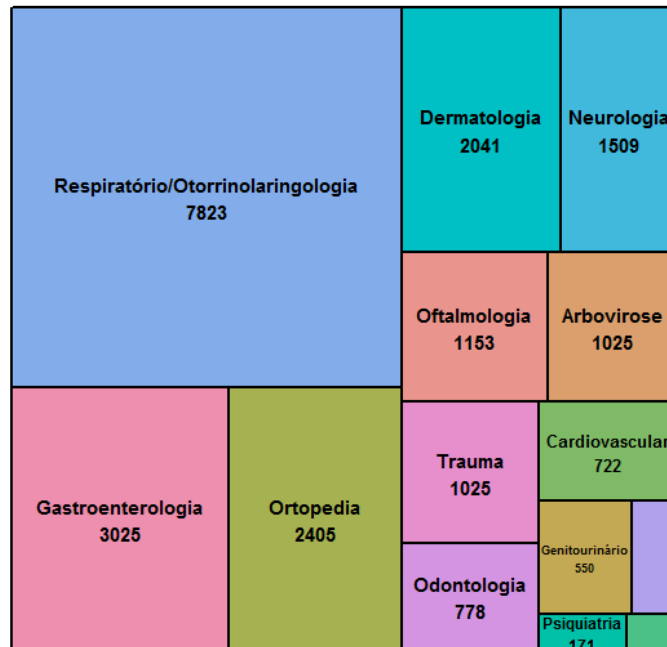 Respiratório/Otorrinolaringologia
7823
Dermatologia
2041
Neurologia
1509
Oftalmologia
1153
Arbovirose
1025
Gastroenterologia
3025
Ortopedia
2405
Trauma
1025
Cardiovascular
722
Odontologia
778
Genitourinário
550
Psiquiatria
171